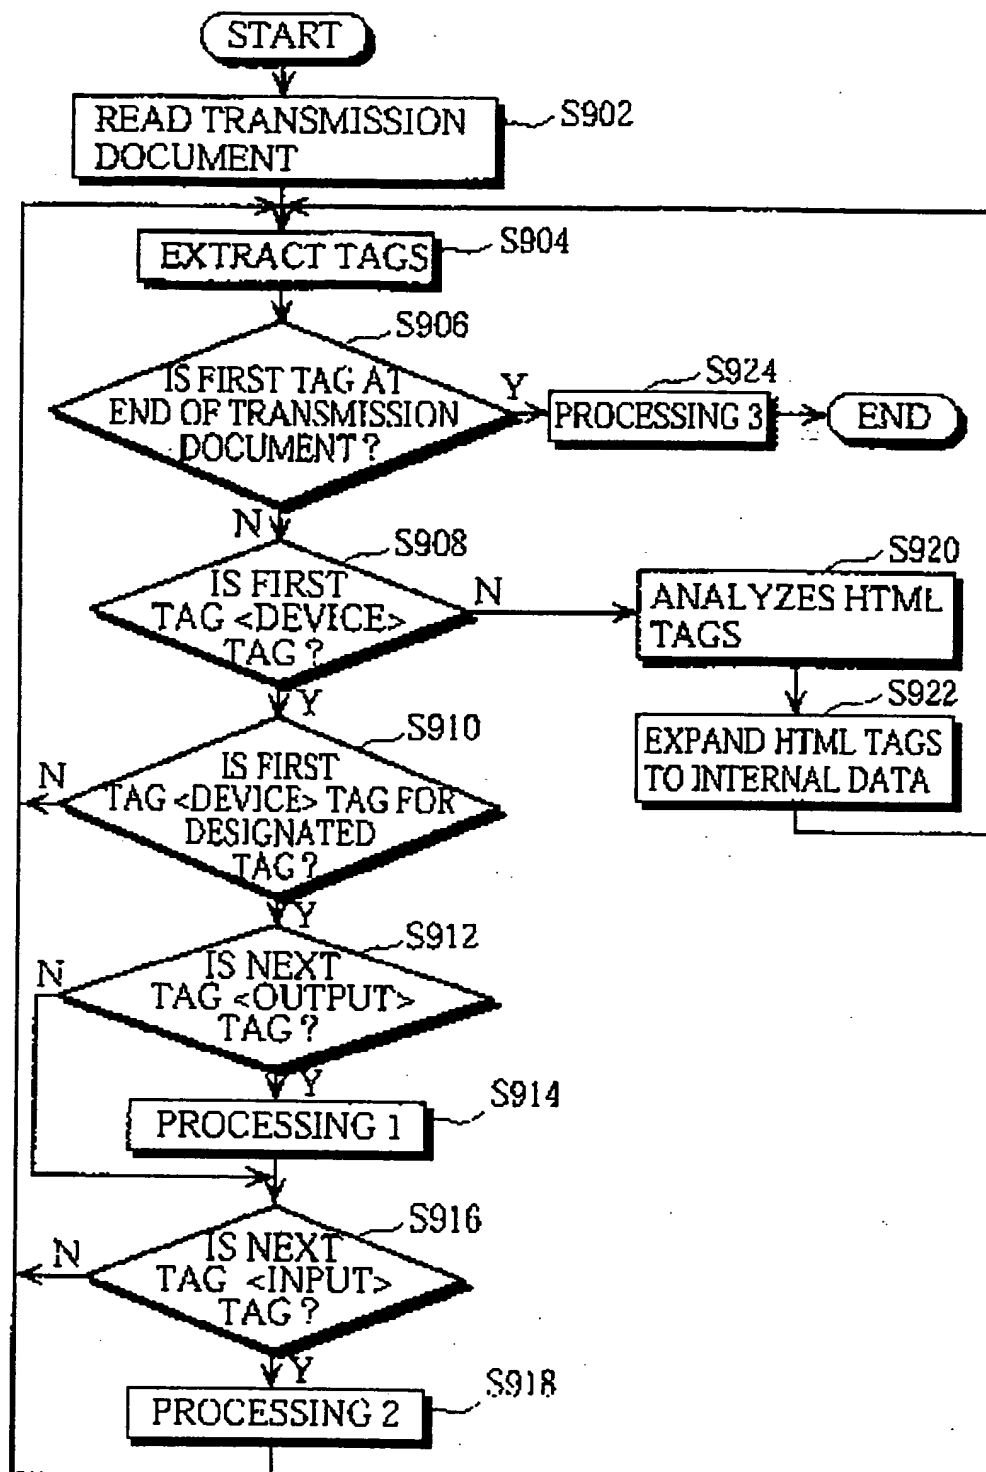 START
READ TRANSMISSION
DOCUMENT
S902
EXTRACT TAGS
S904
S906
IS FIRST TAG AT
END OF TRANSMISSION
DOCUMENT?
Y
S924
PROCESSING 3
END
N
S908
IS FIRST
TAG <DEVICE>
TAG?
N
S920
ANALYZES HTML
TAGS
Y
S922
EXPAND HTML TAGS
TO INTERNAL DATA
S910
IS FIRST
TAG <DEVICE> TAG FOR
DESIGNATED
TAG?
N
Y
S912
IS NEXT
TAG <OUTPUT>
TAG?
N
Y
S914
PROCESSING 1
S916
IS NEXT
TAG <INPUT>
TAG?
N
Y
S918
PROCESSING 2